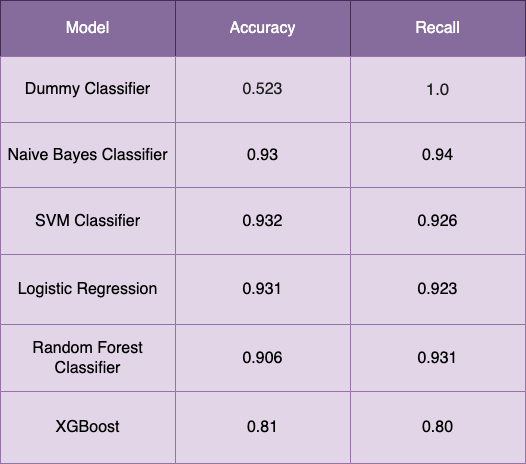 Model Accuracy Recall
Dummy Classifier 0.523 1.0
Naive Bayes Classifier 0.93 0.94
SVM Classifier 0.932 0.926
Logistic Regression 0.931 0.923
Random Forest
Classifier 0.906 0.931
XGBoost 0.81 0.80